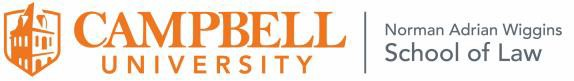 CAMPBELL
UNIVERSITY
Norman Adrian Wiggins
School of Law